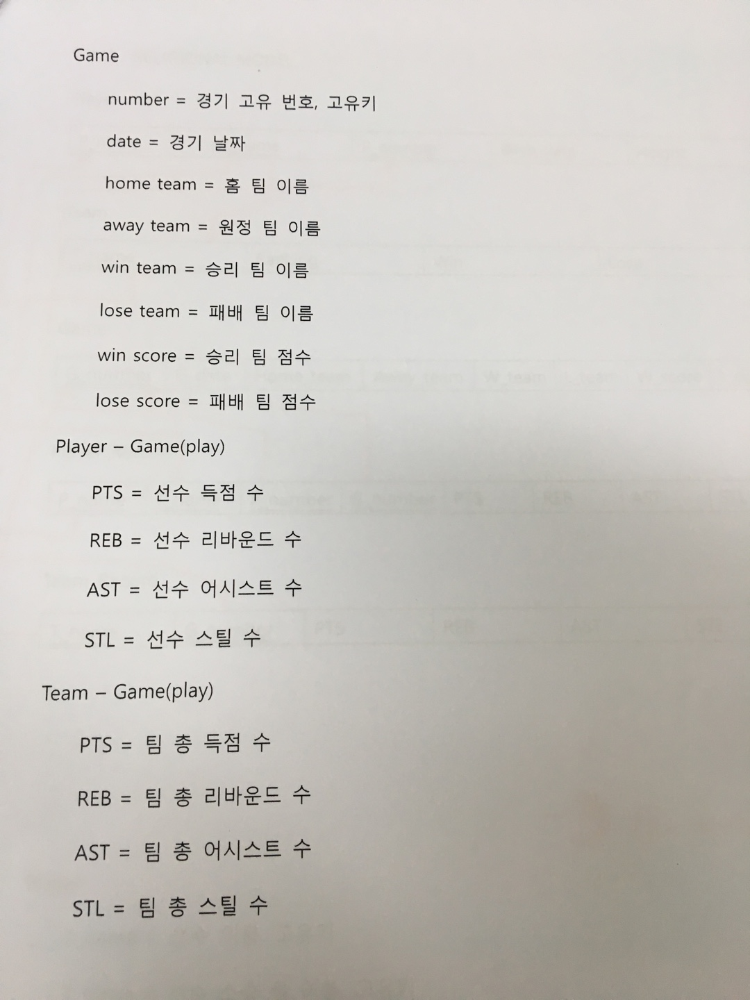 Game
number = 경기 고유 번호, 고유키
date = 경기 날짜
home team = 홈 팀 이름
away team = 원정 팀 이름
win team = 승리 팀 이름
lose team = 패배 팀 이름
win score = 승리 팀 점수
lose score = 패배 팀 점수
Player – Game(play)
PTS = 선수 득점 수
REB = 선수 리바운드 수
AST = 선수 어시스트 수
STL = 선수 스틸 수
Team – Game(play)
PTS = 팀 총 득점 수
REB = 팀 총 리바운드 수
AST = 팀 총 어시스트 수
STL = 팀 총 스틸 수